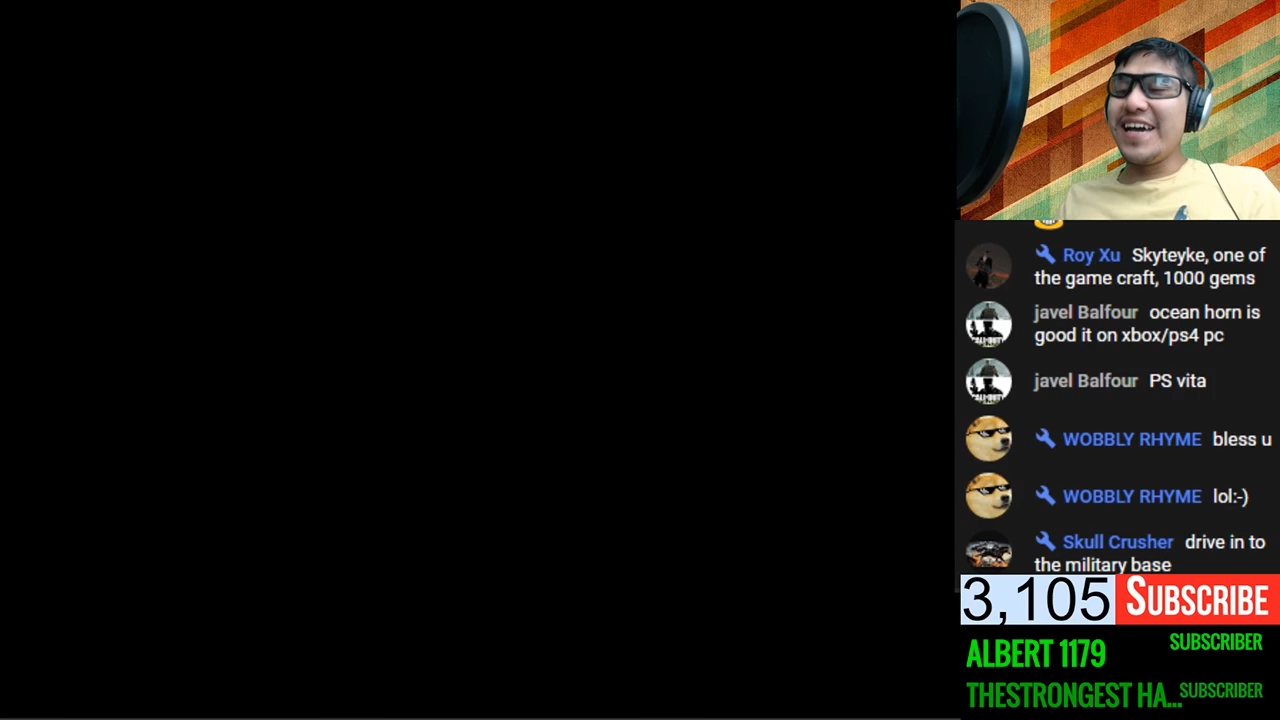 Roy Xu Skyteyke, one of
the game craft, 1000 gems
javel Balfour ocean horn is
good it on xbox/ps4 pc
javel Balfour PS vita
WOBBLY RHYME bless u
WOBBLY RHYME lol:-)
Skull Crusher drive in to
the military base
3,105 SUBSCRIBE
ALBERT 1179 SUBSCRIBER
THESTRONGEST HA... SUBSCRIBER